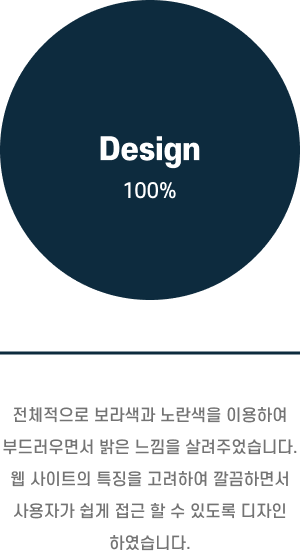 Design
100%
전체적으로 보라색과 노란색을 이용하여
부드러우면서 밝은 느낌을 살려주었습니다.
웹 사이트의 특징을 고려하여 깔끔하면서
사용자가 쉽게 접근 할 수 있도록 디자인
하였습니다.